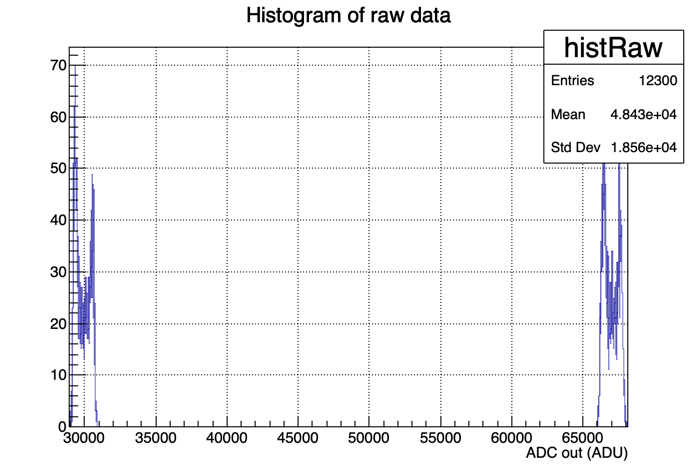 Histogram of raw data
histRaw
Entries 12300
Mean 4.843e+04
Std Dev 1.856e+04
70
60
50
40
30
20
10
0
30000 35000 40000 45000 50000 55000 60000 65000
ADC out (ADU)